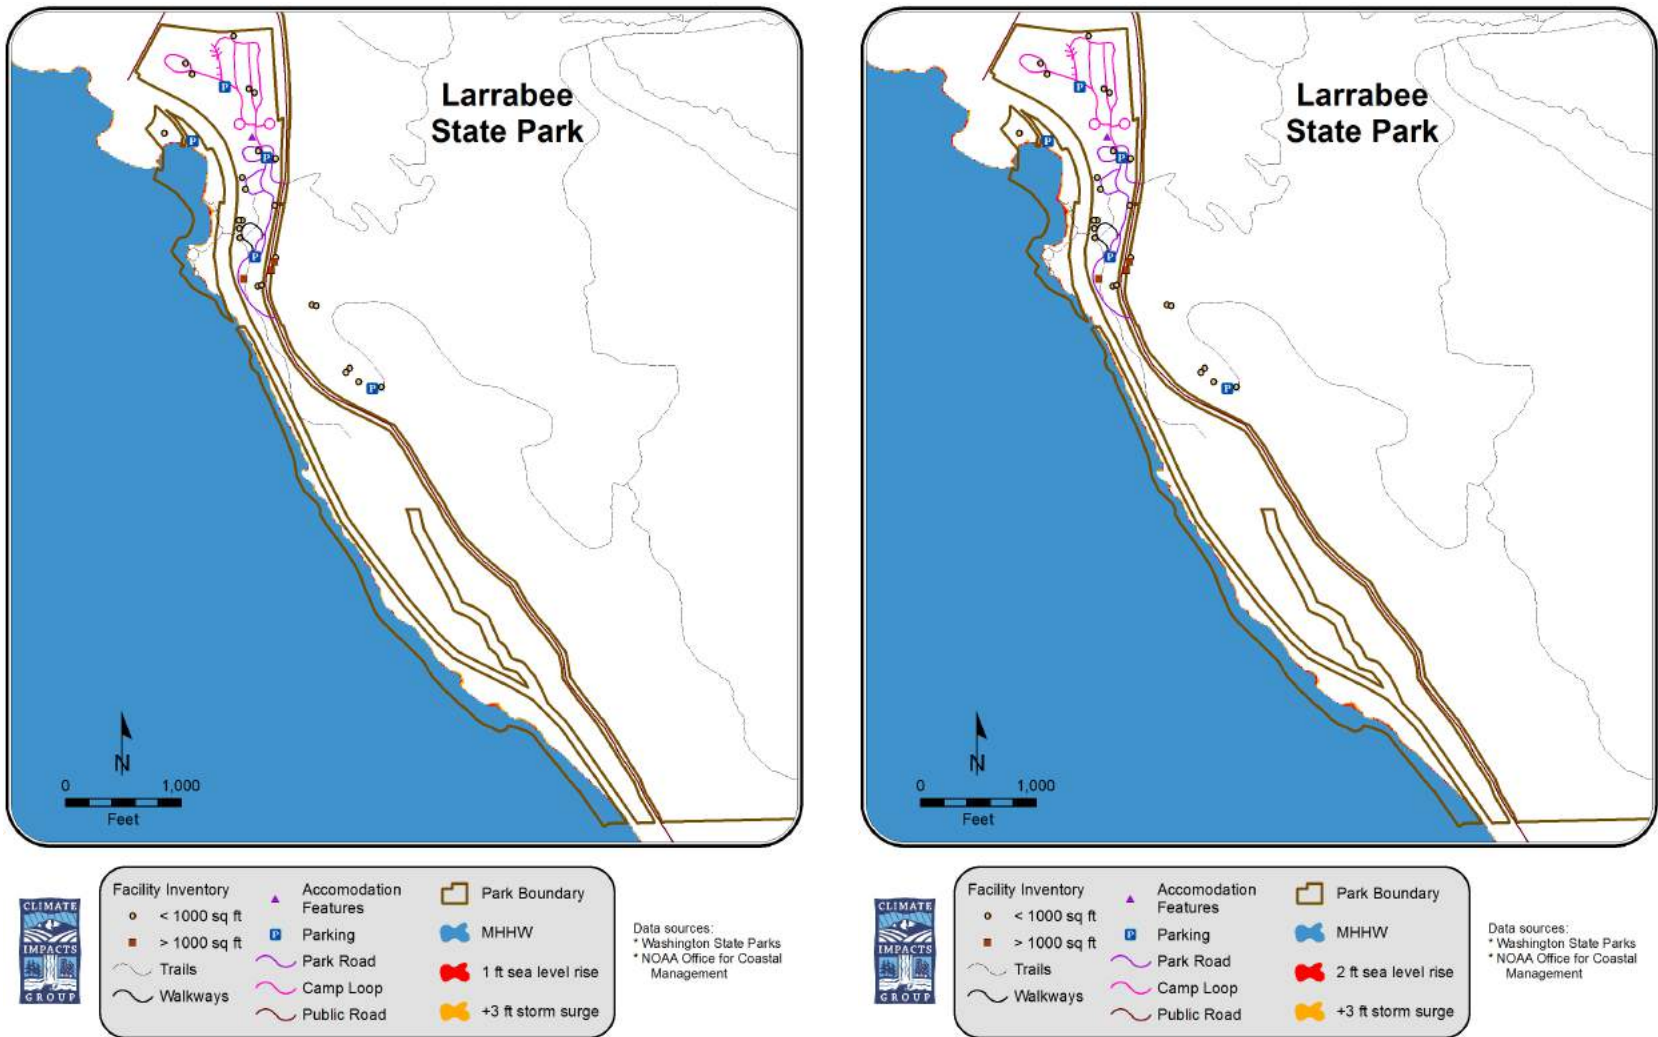 Larrabee
State Park
P
P
P
P
P
N
0 1,000
Feet
CLIMATE
IMPACTS
GROUP
Facility Inventory
< 1000 sq ft
> 1000 sq ft
Trails
Walkways
Accomodation
Features
P Parking
Park Road
Camp Loop
Public Road
Park Boundary
MHHW
1 ft sea level rise
+3 ft storm surge
Data sources:
* Washington State Parks
* NOAA Office for Coastal
Management
Larrabee
State Park
P
P
P
P
P
N
0 1,000
Feet
CLIMATE
IMPACTS
GROUP
Facility Inventory
< 1000 sq ft
> 1000 sq ft
Trails
Walkways
Accomodation
Features
P Parking
Park Road
Camp Loop
Public Road
Park Boundary
MHHW
2 ft sea level rise
+3 ft storm surge
Data sources:
* Washington State Parks
* NOAA Office for Coastal
Management